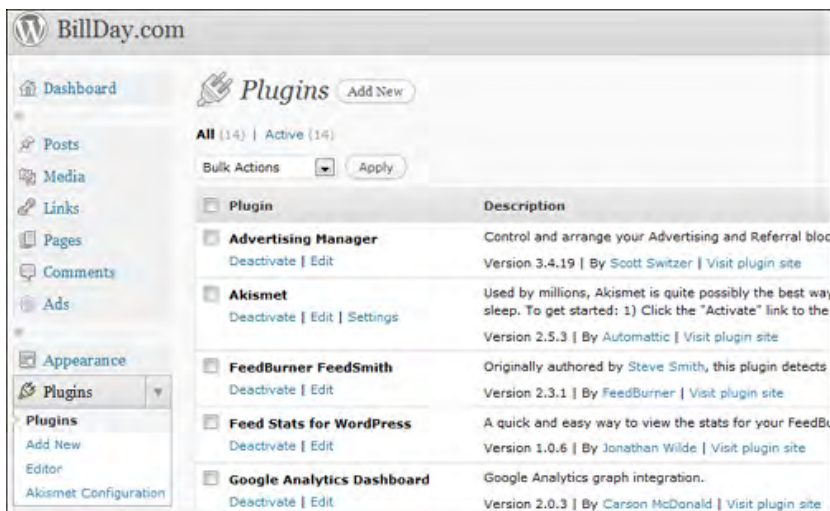 BillDay.com
Dashboard
Posts
Media
Links
Pages
Comments
Ads
Appearance
Plugins
Plugins
Add New
Editor
Akismet Configuration
Plugins Add New
All (14) | Active (14)
Bulk Actions Apply
Plugin Description
Advertising Manager Control and arrange your Advertising and Referral bloc
Deactivate | Edit Version 3.4.19 | By Scott Switzer | Visit plugin site
Akismet Used by millions, Akismet is quite possibly the best way
sleep. To get started: 1) Click the "Activate" link to the
Deactivate | Edit | Settings Version 2.5.3 | By Automattic | Visit plugin site
FeedBurner FeedSmith Originally authored by Steve Smith, this plugin detects
Deactivate | Edit Version 2.3.1 | By FeedBurner | Visit plugin site
Feed Stats for WordPress A quick and easy way to view the stats for your FeedBu
Deactivate | Edit Version 1.0.6 | By Jonathan Wilde | Visit plugin site
Google Analytics Dashboard Google Analytics graph integration.
Deactivate | Edit Version 2.0.3 | By Carson McDonald | Visit plugin site